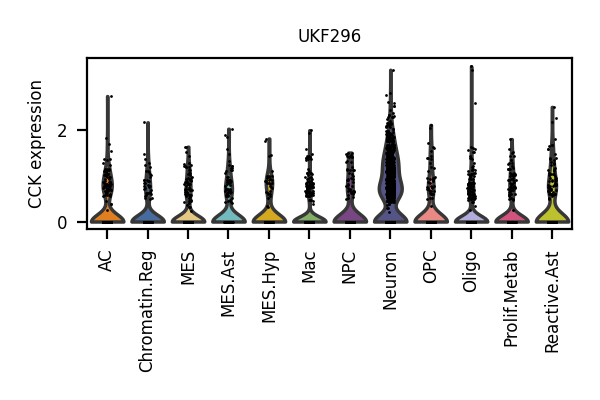 UKF296
CCK expression
2
0
AC
Chromatin.Reg
MES
MES.Ast
MES.Hyp
Mac
NPC
Neuron
OPC
Oligo
Prolif.Metab
Reactive.Ast